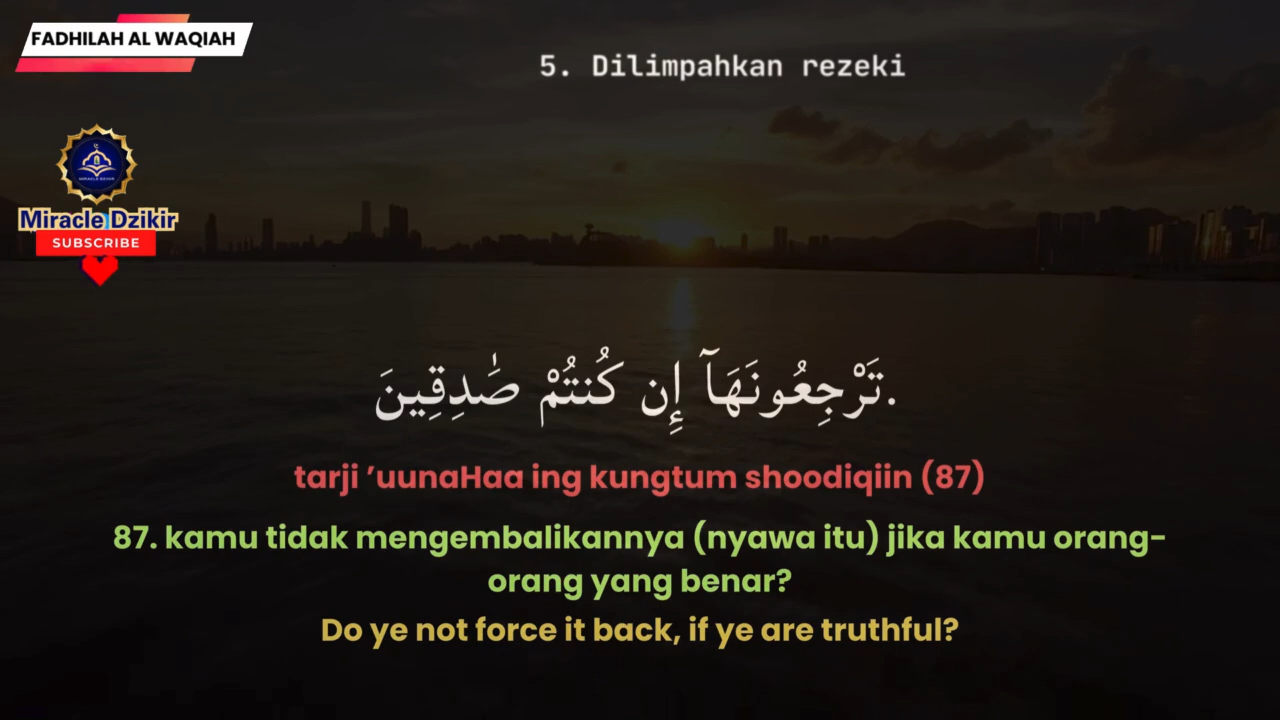 FADHILAH AL WAQIAH
5. Dilimpahkan rezeki
MIRACLE DZIKIR
Miracle Dzikir
SUBSCRIBE
تَرْجِعُونَهَآ إِن كُنتُمْ صَٰدِقِينَ.
tarji ’uunaHaa ing kungtum shoodiqiin (87)
87. kamu tidak mengembalikannya (nyawa itu) jika kamu orang-
orang yang benar?
Do ye not force it back, if ye are truthful?